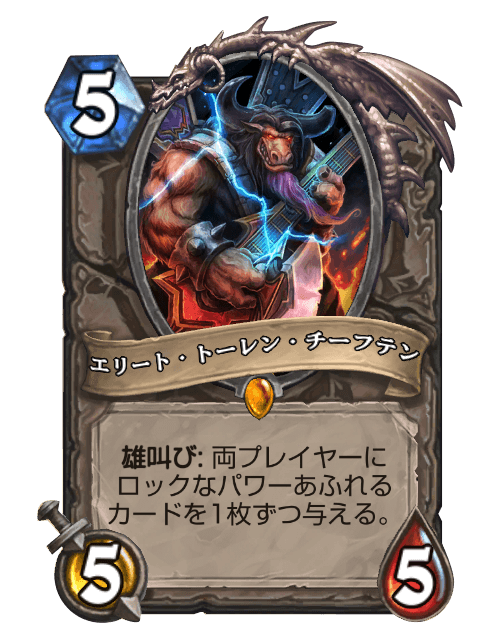 5
エリート・トーレン・チーフテン
雄叫び: 両プレイヤーに
ロックなパワーあふれる
カードを1枚ずつ与える。
5
5